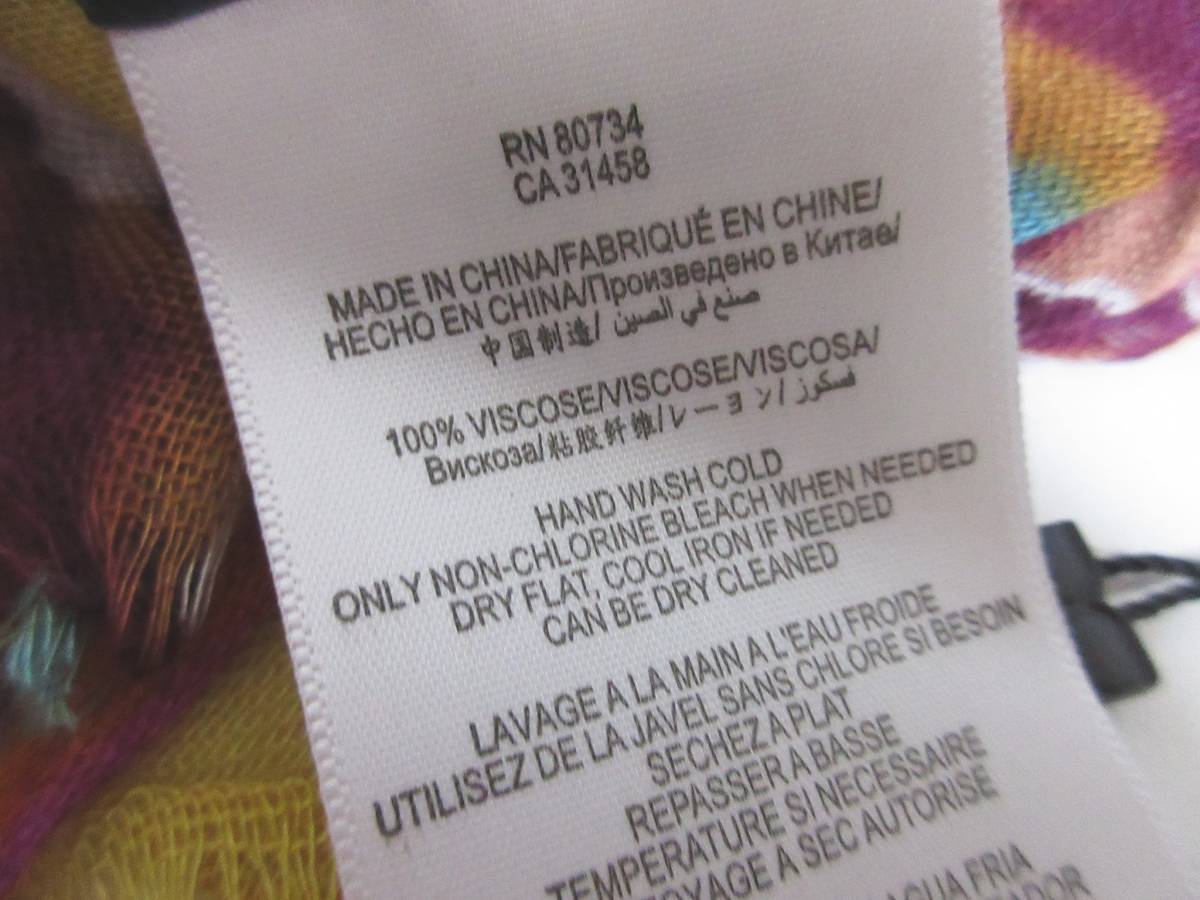 RN 80734
CA 31458
MADE IN CHINA/FABRIQUÉ EN CHINE/
HECHO EN CHINA/Произведено в Китае/
中国制造/ صنع في الصين
100% VISCOSE/VISCOSE/VISCOSA/
Вискоза/粘胶纤维/レーヨン/ فسكوز
HAND WASH COLD
ONLY NON-CHLORINE BLEACH WHEN NEEDED
DRY FLAT, COOL IRON IF NEEDED
CAN BE DRY CLEANED
LAVAGE A LA MAIN A L'EAU FROIDE
UTILISEZ DE LA JAVEL SANS CHLORE SI BESOIN
SECHEZ A PLAT
REPASSER A BASSE
TEMPERATURE SI NECESSAIRE
A SEC AUTORISE
AGUA FRIA